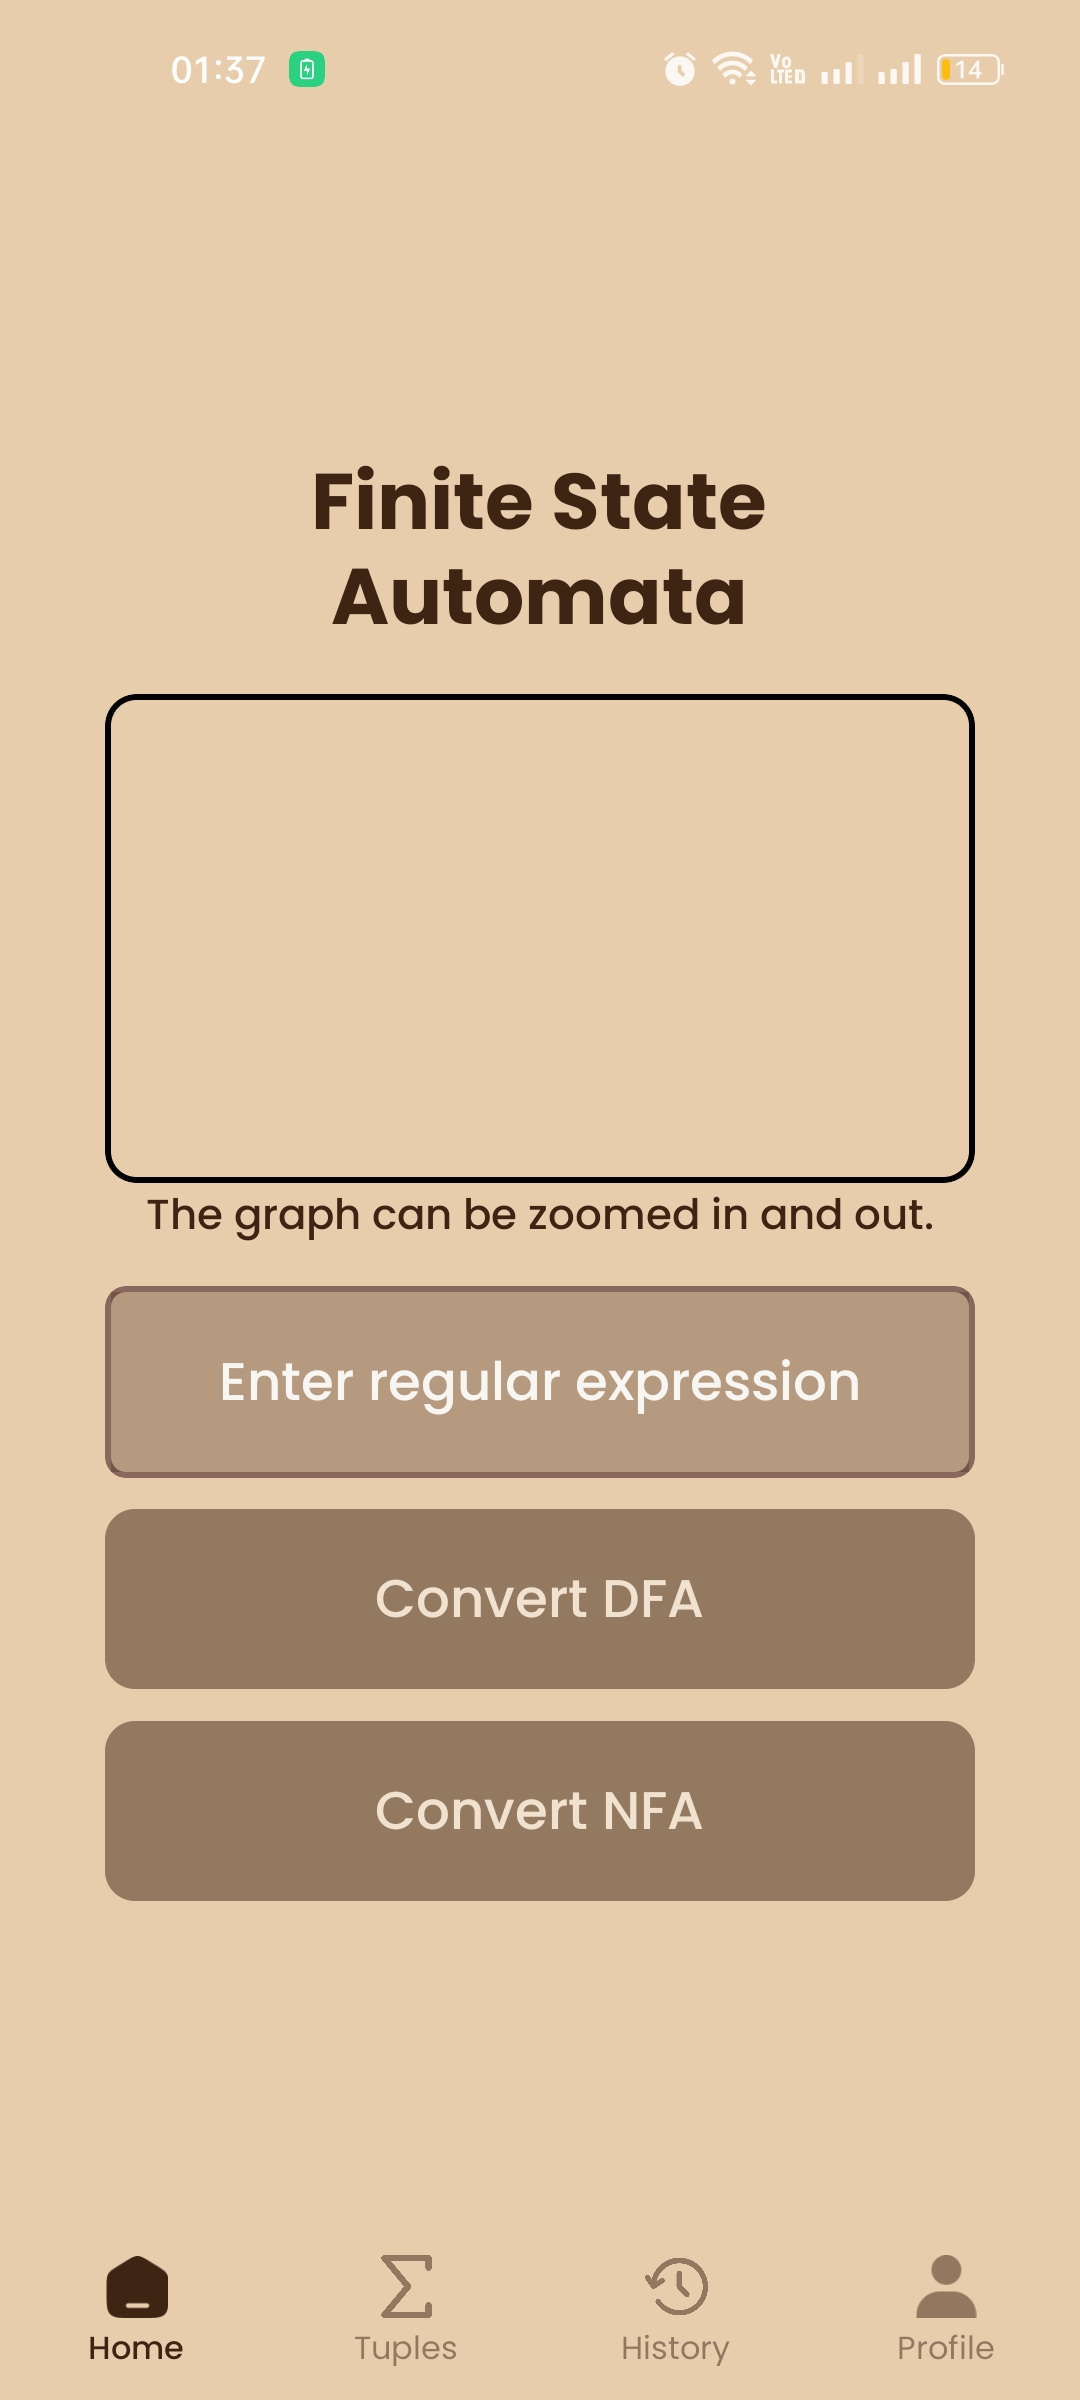 01:37
Vo
LTE D
14
Finite State
Automata
The graph can be zoomed in and out.
Enter regular expression
Convert DFA
Convert NFA
Home
Tuples
History
Profile